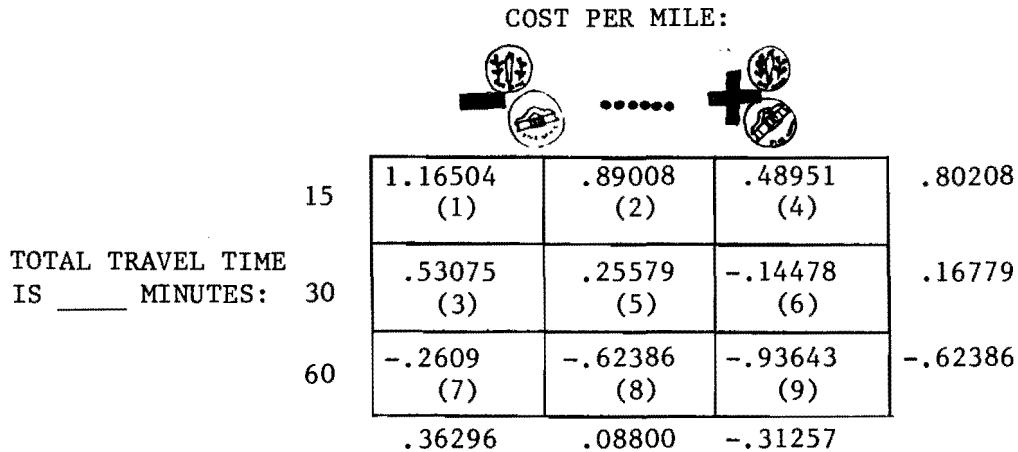 COST PER MILE:
15 1.16504 .89008 .48951 .80208
(1) (2) (4)
TOTAL TRAVEL TIME
IS _____ MINUTES: 30 .53075 .25579 -.14478 .16779
(3) (5) (6)
60 -.2609 -.62386 -.93643 -.62386
(7) (8) (9)
.36296 .08800 -.31257